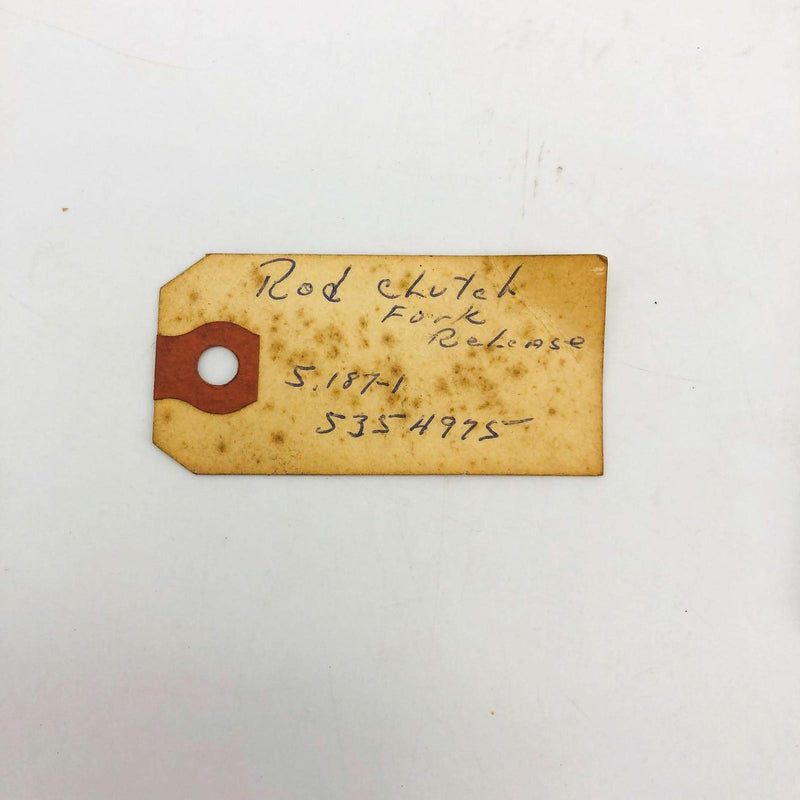 Rod clutch
Fork
Release
5.187-1
5354975